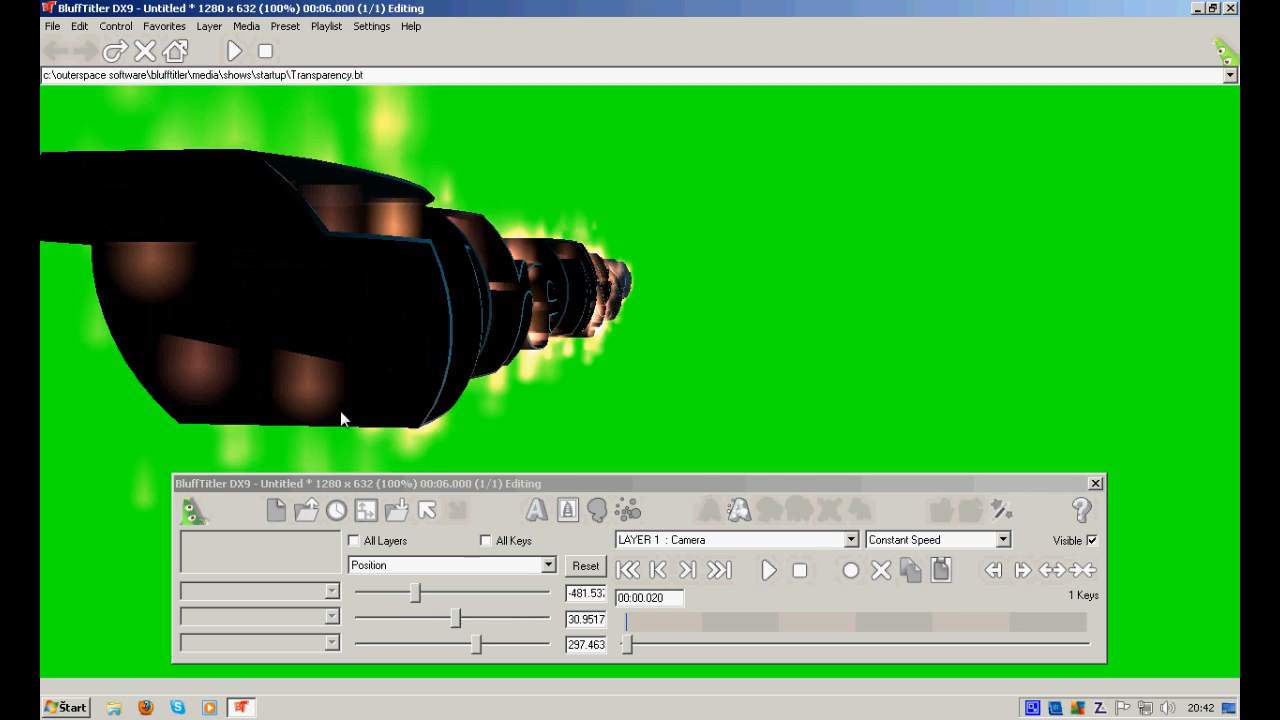 BluffTitler DX9 - Untitled * 1280 x 632 (100%) 00:06.000 (1/1) Editing
File Edit Control Favorites Layer Media Preset Playlist Settings Help
c:\outerspace software\blufftitler\media\shows\startup\Transparency.bt
BluffTitler DX9 - Untitled * 1280 x 632 (100%) 00:06.000 (1/1) Editing
All Layers All Keys LAYER 1 : Camera Constant Speed Visible
Position Reset
-481.53
00:00.020 1 Keys
30.9517
297.463
Štart 20:42